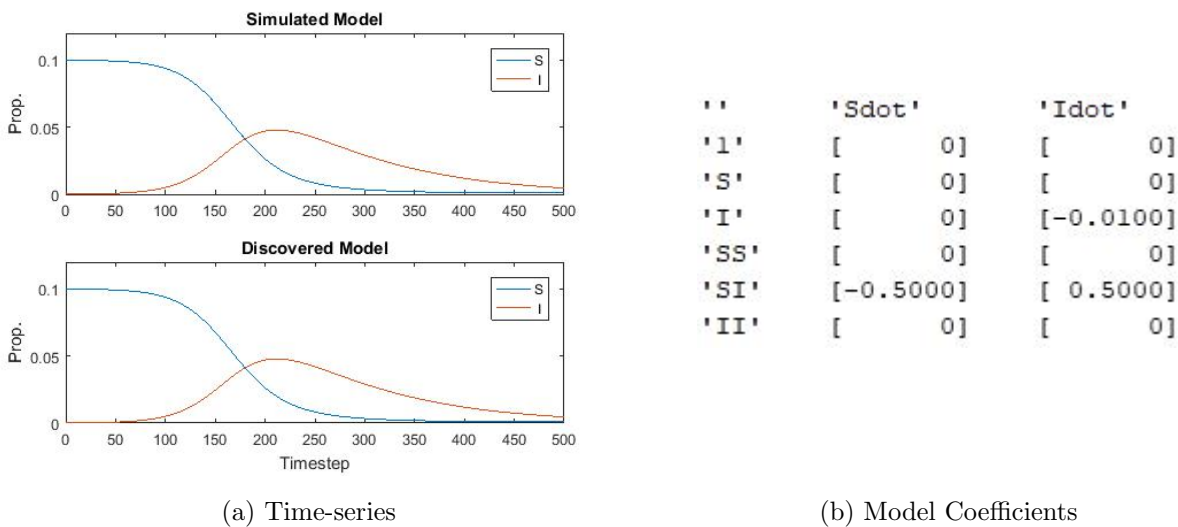 Simulated Model
0.1
0.05
0
Prop.
S
I
0 50 100 150 200 250 300 350 400 450 500
Discovered Model
0.1
0.05
0
Prop.
S
I
0 50 100 150 200 250 300 350 400 450 500
Timestep
(a) Time-series
'' 'Sdot' 'Idot'
'1' [ 0] [ 0]
'S' [ 0] [ 0]
'I' [ 0] [-0.0100]
'SS' [ 0] [ 0]
'SI' [-0.5000] [ 0.5000]
'II' [ 0] [ 0]
(b) Model Coefficients